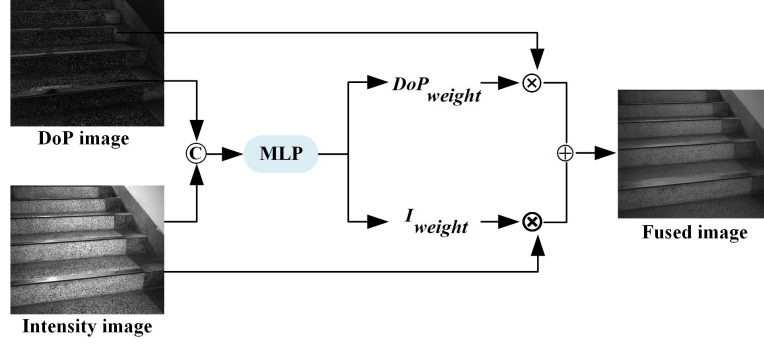 DoP image
C
MLP
DoP weight
I weight
Fused image
Intensity image